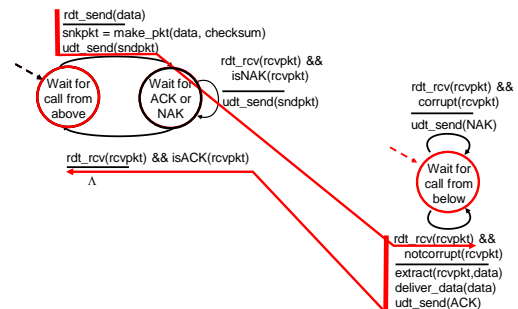 rdt_send(data)
snkpkt = make_pkt(data, checksum)
udt_send(sndpkt)
Wait for
call from
above
Wait for
ACK or
NAK
rdt_rcv(rcvpkt) &&
isNAK(rcvpkt)
udt_send(sndpkt)
rdt_rcv(rcvpkt) && isACK(rcvpkt)
Λ
rdt_rcv(rcvpkt) &&
corrupt(rcvpkt)
udt_send(NAK)
Wait for
call from
below
rdt_rcv(rcvpkt) &&
notcorrupt(rcvpkt)
extract(rcvpkt,data)
deliver_data(data)
udt_send(ACK)